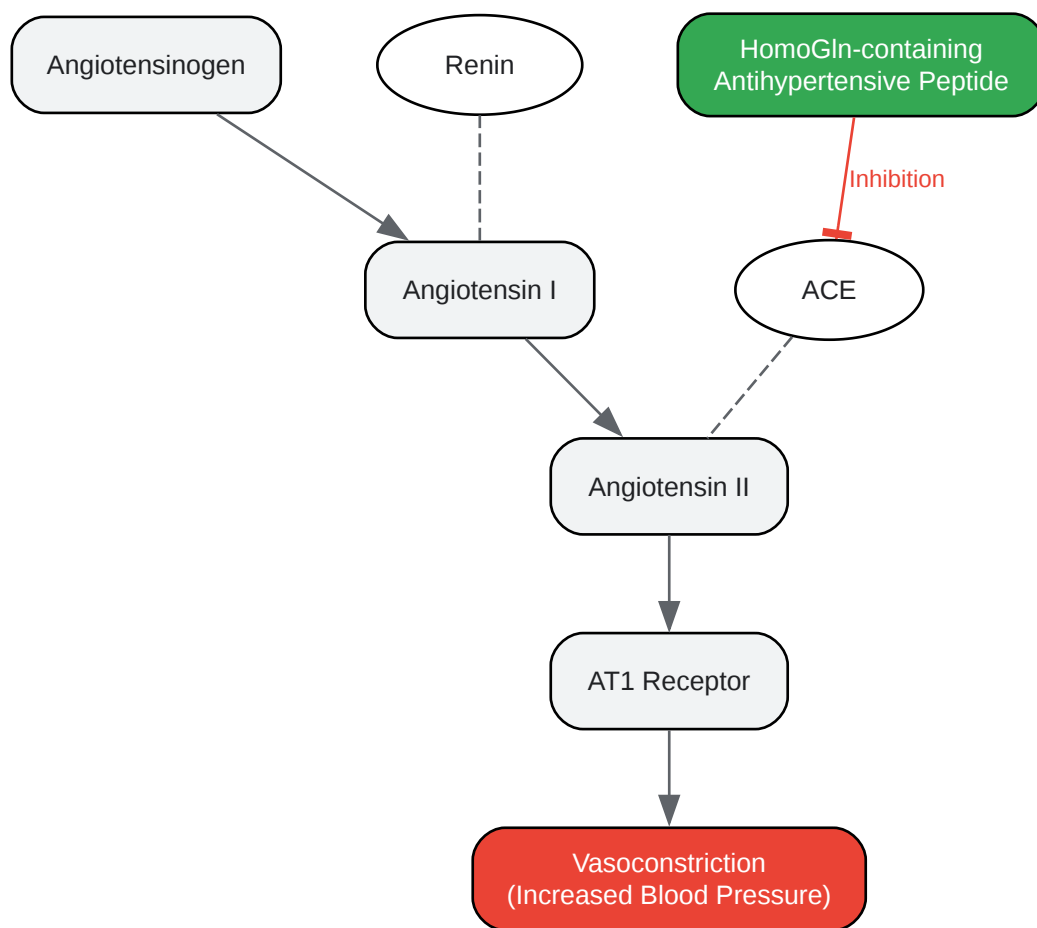 Angiotensinogen
Renin
HomoGln-containing
Antihypertensive Peptide
Inhibition
Angiotensin I
ACE
Angiotensin II
AT1 Receptor
Vasoconstriction
(Increased Blood Pressure)